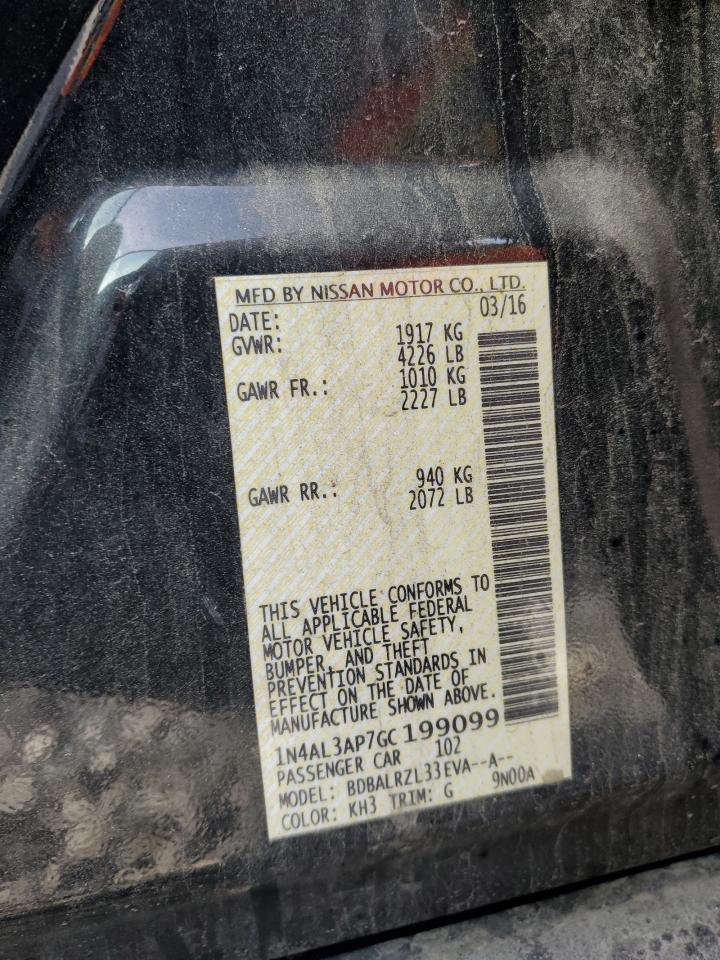 MFD BY NISSAN MOTOR CO., LTD.
DATE: 03/16
GVWR: 1917 KG
4226 LB
GAWR FR.: 1010 KG
2227 LB
GAWR RR.: 940 KG
2072 LB
THIS VEHICLE CONFORMS TO
ALL APPLICABLE FEDERAL
MOTOR VEHICLE SAFETY,
BUMPER, AND THEFT
PREVENTION STANDARDS IN
EFFECT ON THE DATE OF
MANUFACTURE SHOWN ABOVE.
1N4AL3AP7GC199099
PASSENGER CAR 102
MODEL: BDBALRZL33EVA--A--
COLOR: KH3 TRIM: G 9N00A